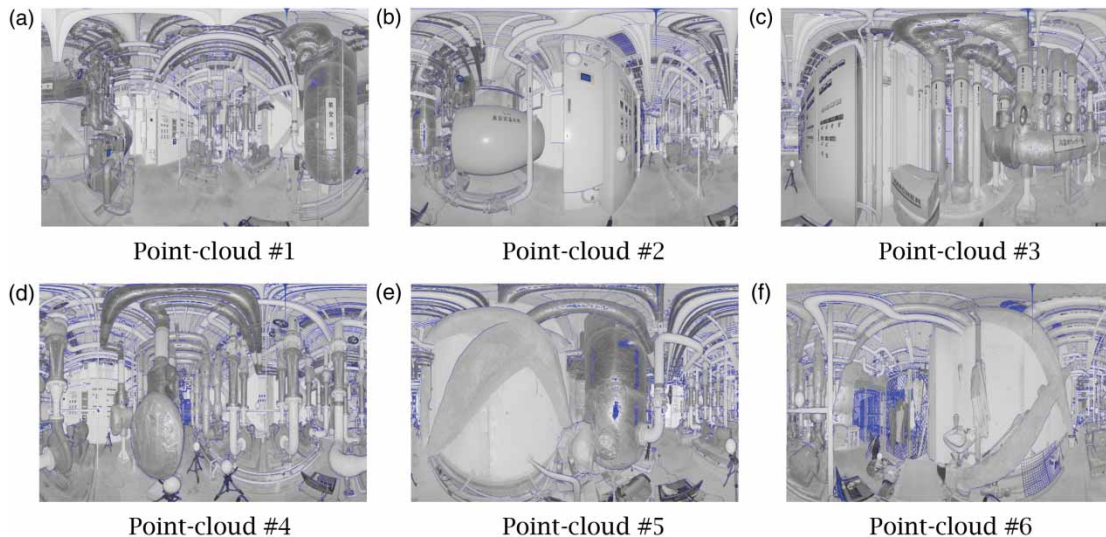 (a)
(b)
(c)
Point-cloud #1
Point-cloud #2
Point-cloud #3
(d)
(e)
(f)
Point-cloud #4
Point-cloud #5
Point-cloud #6